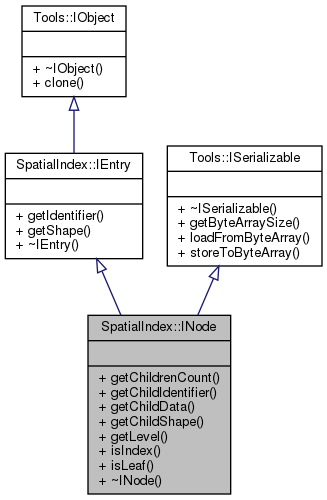 Tools::IObject
+ ~IObject()
+ clone()
SpatialIndex::IEntry
+ getIdentifier()
+ getShape()
+ ~IEntry()
Tools::ISerializable
+ ~ISerializable()
+ getByteArraySize()
+ loadFromByteArray()
+ storeToByteArray()
SpatialIndex::INode
+ getChildrenCount()
+ getChildIdentifier()
+ getChildData()
+ getChildShape()
+ getLevel()
+ isIndex()
+ isLeaf()
+ ~INode()